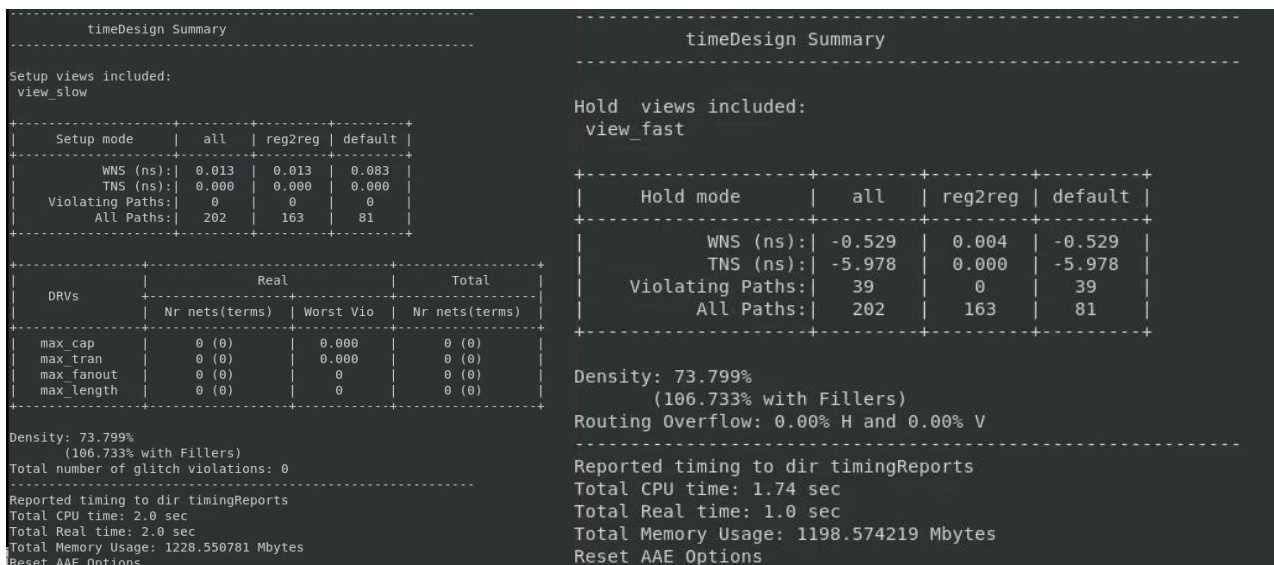 timeDesign Summary
Setup views included:
view_slow
Setup mode | all | reg2reg | default |
WNS (ns):| 0.013 | 0.013 | 0.083 |
TNS (ns):| 0.000 | 0.000 | 0.000 |
Violating Paths:| 0 | 0 | 0 |
All Paths:| 202 | 163 | 81 |
DRVs | Real | Total |
Nr nets(terms) | Worst Vio | Nr nets(terms) |
max_cap | 0 (0) | 0.000 | 0 (0) |
max_tran | 0 (0) | 0.000 | 0 (0) |
max_fanout | 0 (0) | 0 | 0 (0) |
max_length | 0 (0) | 0 | 0 (0) |
Density: 73.799%
(106.733% with Fillers)
Total number of glitch violations: 0
Reported timing to dir timingReports
Total CPU time: 2.0 sec
Total Real time: 2.0 sec
Total Memory Usage: 1228.550781 Mbytes
Reset AAE Options
timeDesign Summary
Hold views included:
view_fast
Hold mode | all | reg2reg | default |
WNS (ns):| -0.529 | 0.004 | -0.529 |
TNS (ns):| -5.978 | 0.000 | -5.978 |
Violating Paths:| 39 | 0 | 39 |
All Paths:| 202 | 163 | 81 |
Density: 73.799%
(106.733% with Fillers)
Routing Overflow: 0.00% H and 0.00% V
Reported timing to dir timingReports
Total CPU time: 1.74 sec
Total Real time: 1.0 sec
Total Memory Usage: 1198.574219 Mbytes
Reset AAE Options